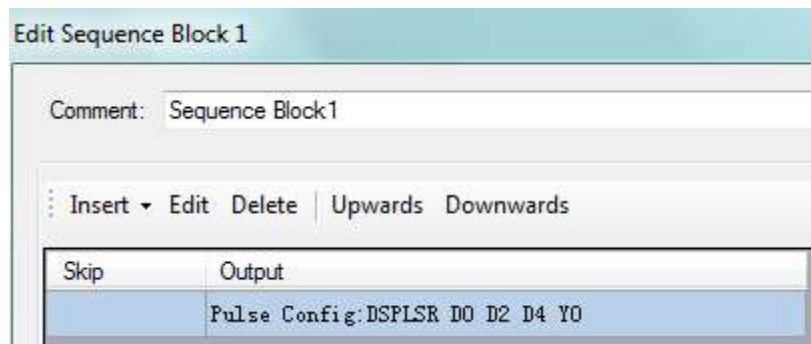 Edit Sequence Block 1
Comment: Sequence Block1
Insert Edit Delete Upwards Downwards
Skip Output
Pulse Config:DSPLSR D0 D2 D4 Y0